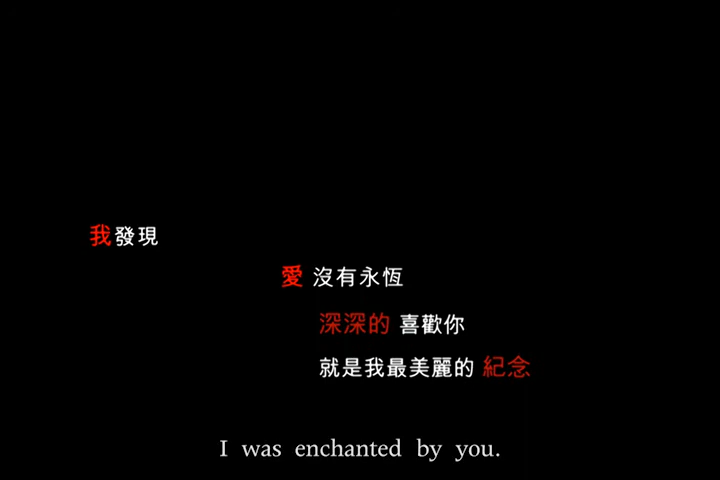 我發現
愛 沒有永恆
深深的 喜歡你
就是我最美麗的 紀念
I was enchanted by you.